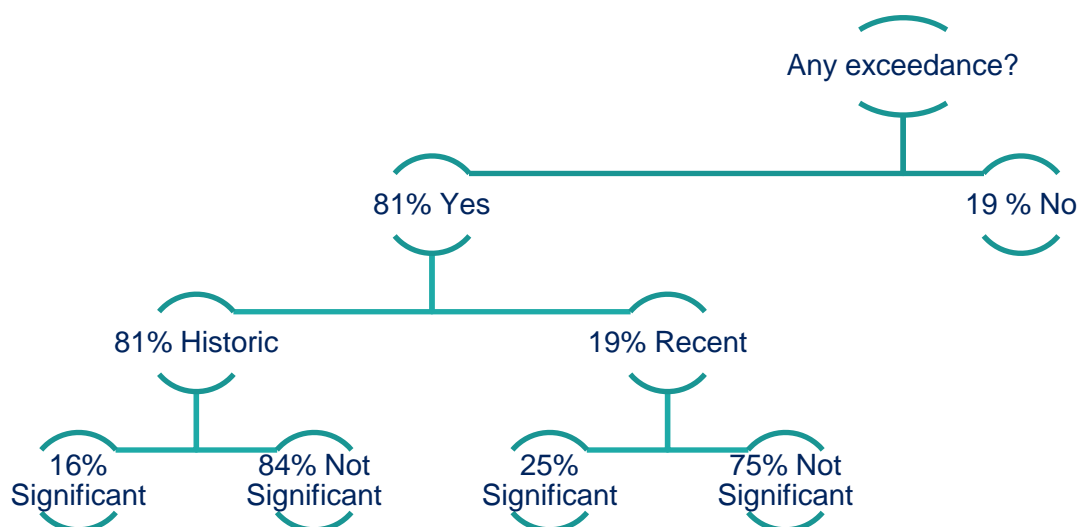 Any exceedance?
81% Yes
19 % No
81% Historic
19% Recent
16%
Significant
84% Not
Significant
25%
Significant
75% Not
Significant